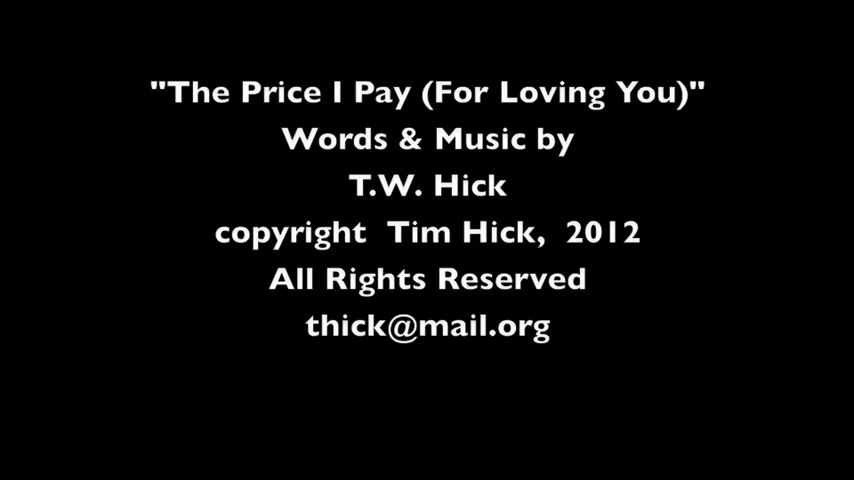 "The Price I Pay (For Loving You)"
Words & Music by
T.W. Hick
copyright  Tim Hick,  2012
All Rights Reserved
thick@mail.org